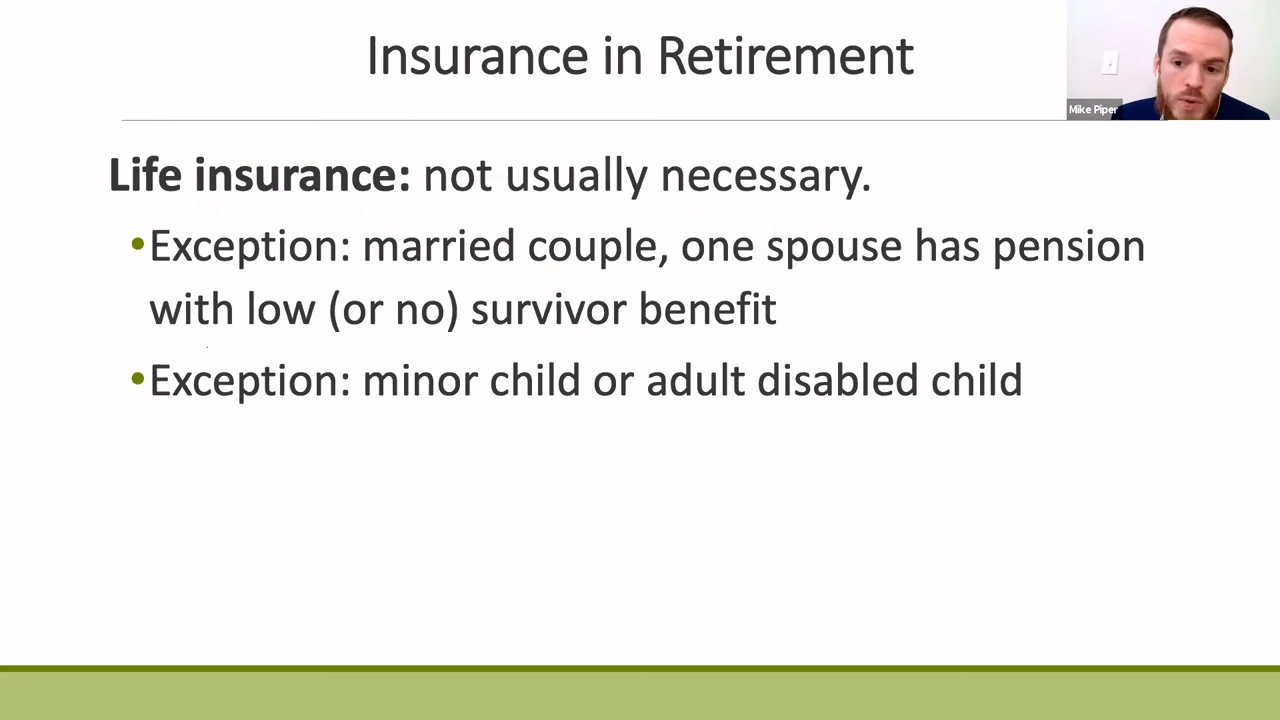 Insurance in Retirement
Mike Piper
Life insurance: not usually necessary.
•Exception: married couple, one spouse has pension
with low (or no) survivor benefit
•Exception: minor child or adult disabled child